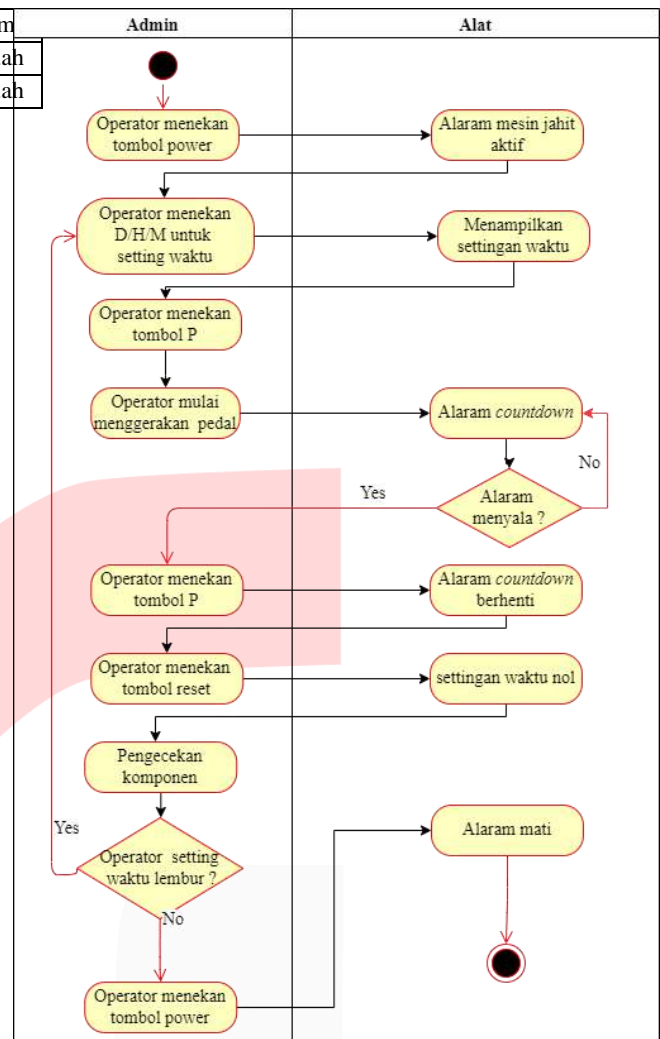 m
Admin
Alat
ah
ah
Operator menekan
tombol power
Alaram mesin jahit
aktif
Operator menekan
D/H/M untuk
setting waktu
Menampilkan
settingan waktu
Operator menekan
tombol P
Operator mulai
menggerakan pedal
Alaram countdown
No
Yes
Alaram
menyala ?
Operator menekan
tombol P
Alaram countdown
berhenti
Operator menekan
tombol reset
settingan waktu nol
Pengecekan
komponen
Yes
Operator setting
waktu lembur ?
Alaram mati
No
Operator menekan
tombol power